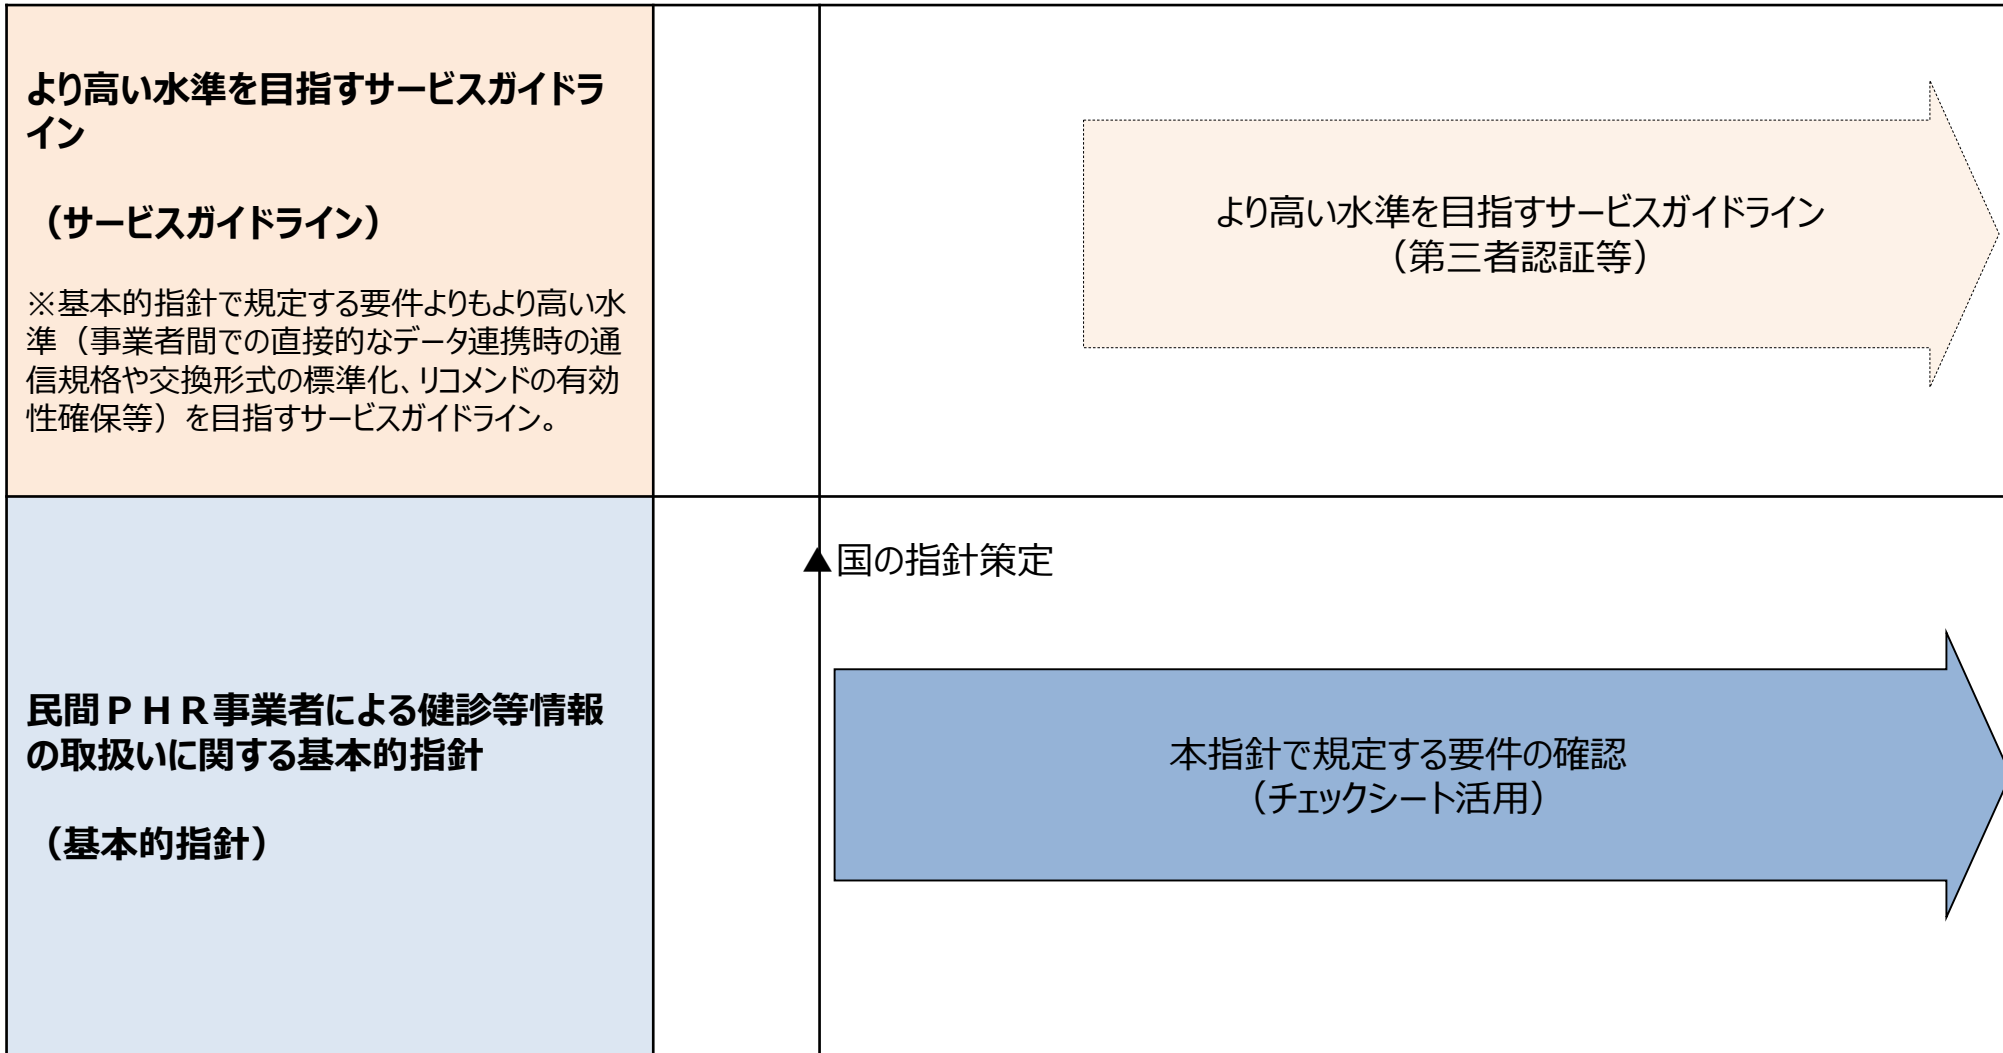 より高い水準を目指すサービスガイドラ
イン
（サービスガイドライン）
※基本的指針で規定する要件よりもより高い水
準（事業者間での直接的なデータ連携時の通
信規格や交換形式の標準化、リコメンドの有効
性確保等）を目指すサービスガイドライン。
より高い水準を目指すサービスガイドライン
（第三者認証等）
▲国の指針策定
民間ＰＨＲ事業者による健診等情報
の取扱いに関する基本的指針
（基本的指針）
本指針で規定する要件の確認
（チェックシート活用）